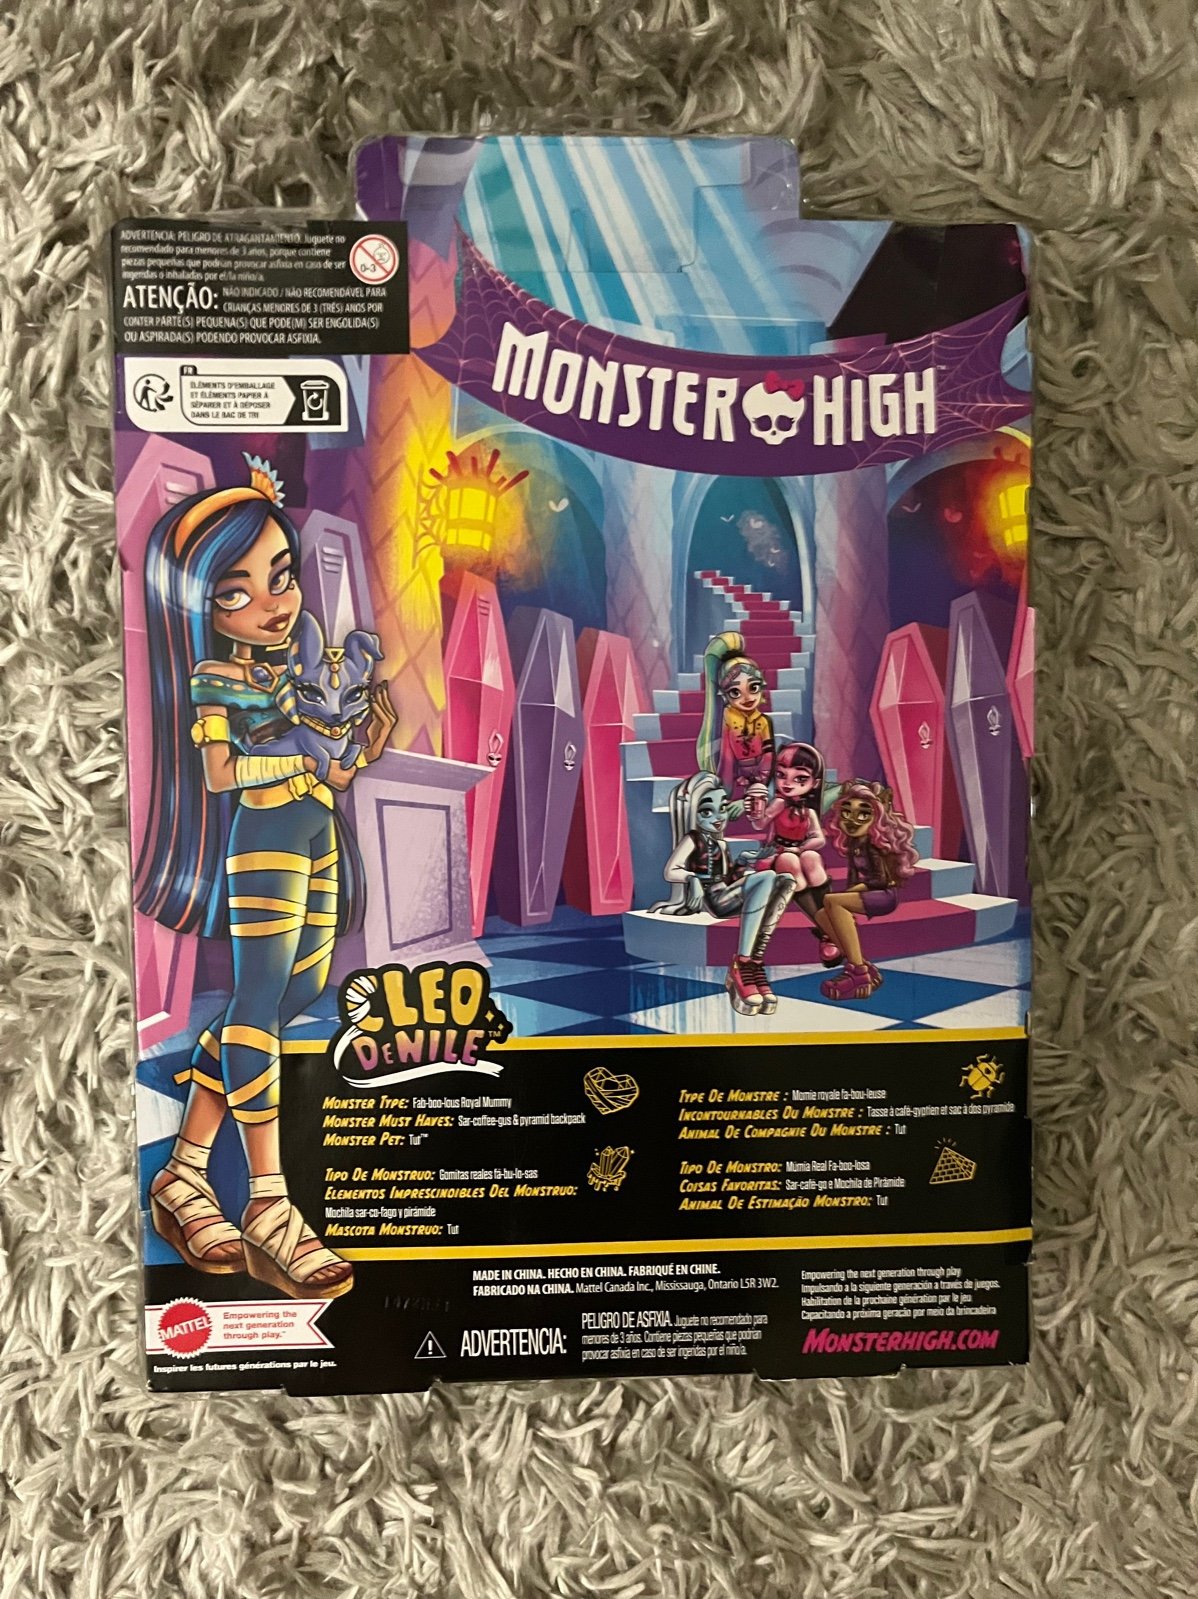 ADVERTENCIA: PELIGRO DE ATRAGANTAMIENTO. Juguete no
recomendado para menores de 3 años, porque contiene
piezas pequeñas que podrían provocar asfixia en caso de ser
ingeridas o inhaladas por el/la niño/a.
0-3
ATENÇÃO: NÃO INDICADO / NÃO RECOMENDÁVEL PARA
CRIANÇAS MENORES DE 3 (TRÊS) ANOS POR
CONTER PARTE(S) PEQUENA(S) QUE PODE(M) SER ENGOLIDA(S)
OU ASPIRADA(S) PODENDO PROVOCAR ASFIXIA.
FR
ÉLÉMENTS D'EMBALLAGE
ET ÉLÉMENTS PAPIER À
SÉPARER ET À DÉPOSER
DANS LE BAC DE TRI
MONSTER HIGH™
CLEO
DE NILE™
MONSTER TYPE: Fab-boo-lous Royal Mummy
MONSTER MUST HAVES: Sar-coffee-gus & pyramid backpack
MONSTER PET: Tut™
TYPE DE MONSTRE : Momie royale fa-bou-leuse
INCONTOURNABLES DU MONSTRE : Tasse à café-gyptien et sac à dos pyramide
ANIMAL DE COMPAGNIE DU MONSTRE : Tut
TIPO DE MONSTRUO: Gomitas reales fá-bu-lo-sas
ELEMENTOS IMPRESCINDIBLES DEL MONSTRUO:
Mochila sar-co-fago y pirámide
MASCOTA MONSTRUO: Tut
TIPO DE MONSTRO: Múmia Real Fa-boo-losa
COISAS FAVORITAS: Sar-café-go e Mochila de Pirâmide
ANIMAL DE ESTIMAÇÃO MONSTRO: Tut
MADE IN CHINA. HECHO EN CHINA. FABRIQUÉ EN CHINE.
FABRICADO NA CHINA. Mattel Canada Inc., Mississauga, Ontario L5R 3W2.
ADVERTENCIA: PELIGRO DE ASFIXIA. Juguete no recomendado para
menores de 3 años. Contiene piezas pequeñas que podrían
provocar asfixia en caso de ser ingeridas por el niño/a.
Empowering the next generation through play
Impulsando a la siguiente generación a través de juegos.
Habilitation de la prochaine génération par le jeu
Capacitando a próxima geração por meio da brincadeira
MONSTERHIGH.COM
MATTEL
Empowering the
next generation
through play.™
Inspirer les futures générations par le jeu.